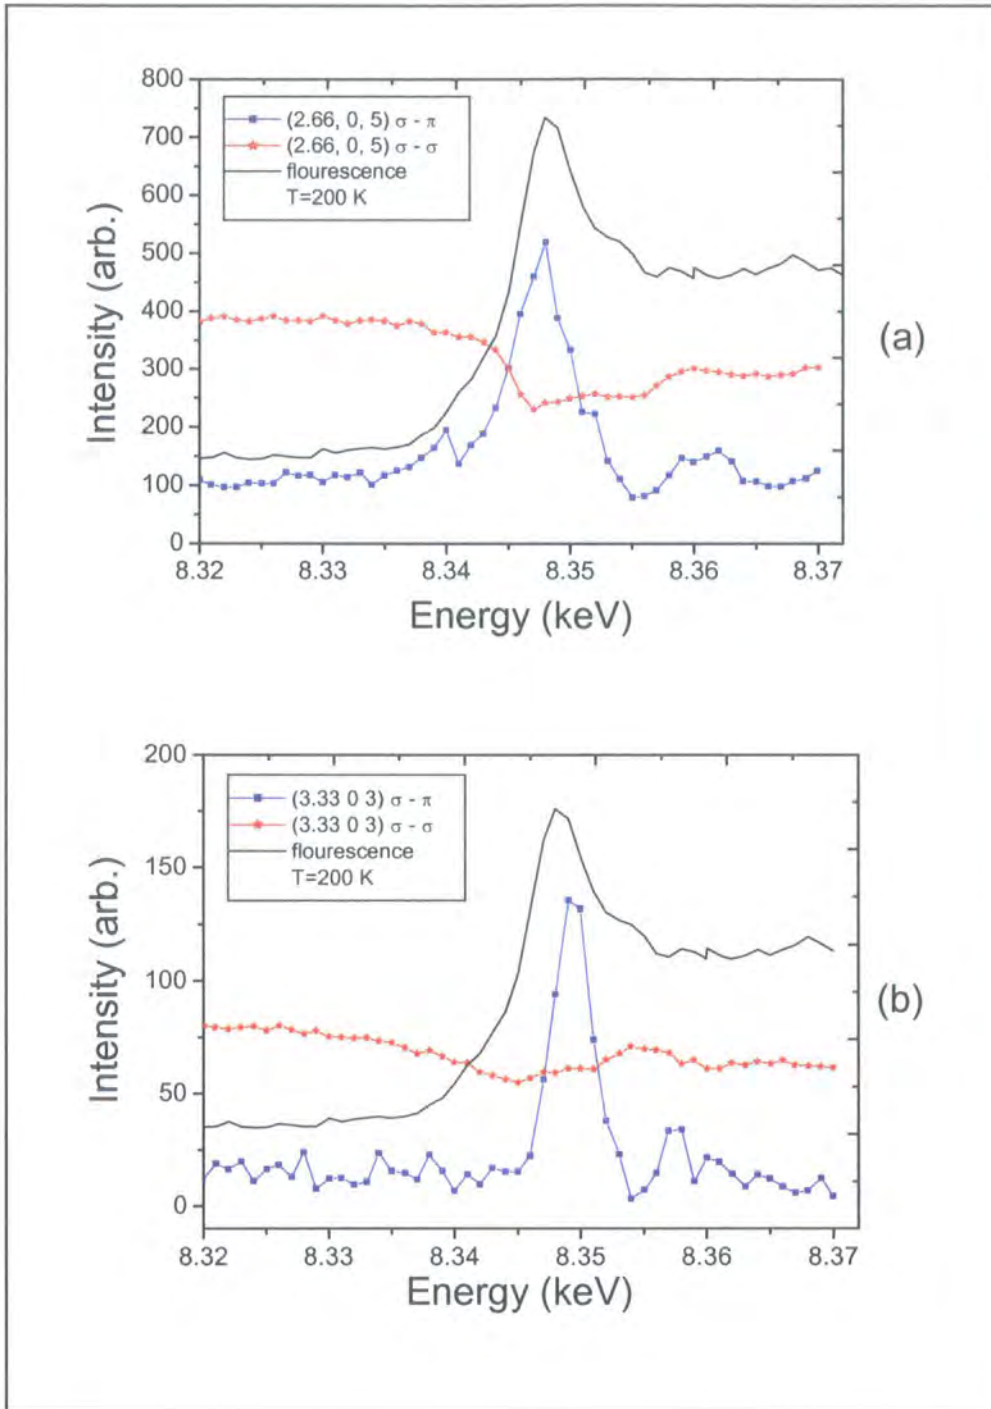 800
700
600
500
400
300
200
100
0
Intensity (arb.)
(2.66, 0, 5) σ - π
(2.66, 0, 5) σ - σ
flourescence
T=200 K
(a)
8.32 8.33 8.34 8.35 8.36 8.37
Energy (keV)
200
150
100
50
0
Intensity (arb.)
(3.33 0 3) σ - π
(3.33 0 3) σ - σ
flourescence
T=200 K
(b)
8.32 8.33 8.34 8.35 8.36 8.37
Energy (keV)